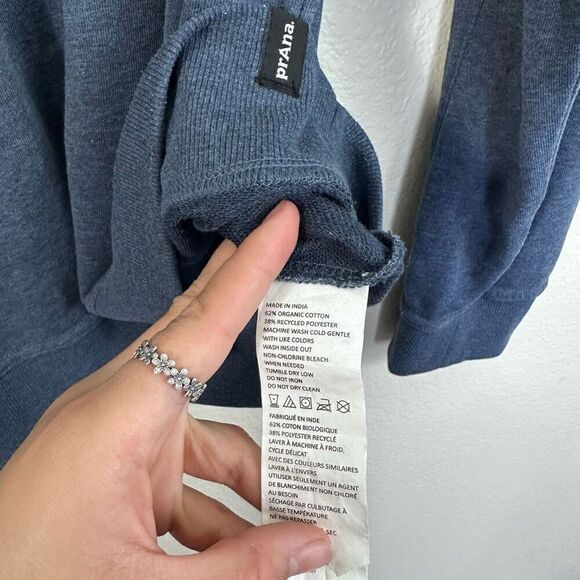 prAna.
MADE IN INDIA
62% ORGANIC COTTON
38% RECYCLED POLYESTER
MACHINE WASH COLD GENTLE
WITH LIKE COLORS
WASH INSIDE OUT
NON-CHLORINE BLEACH
WHEN NEEDED
TUMBLE DRY LOW
DO NOT IRON
DO NOT DRY CLEAN
FABRIQUÉ EN INDE
62% COTON BIOLOGIQUE
38% POLYESTER RECYCLÉ
LAVER À MACHINE À FROID,
CYCLE DÉLICAT
AVEC DES COULEURS SIMILAIRES
LAVER À L'ENVERS
UTILISER SEULEMENT UN AGENT
DE BLANCHIMENT NON CHLORÉ
AU BESOIN
SÉCHAGE PAR CULBUTAGE À
BASSE TEMPÉRATURE
NE PAS REPASSER
SEC